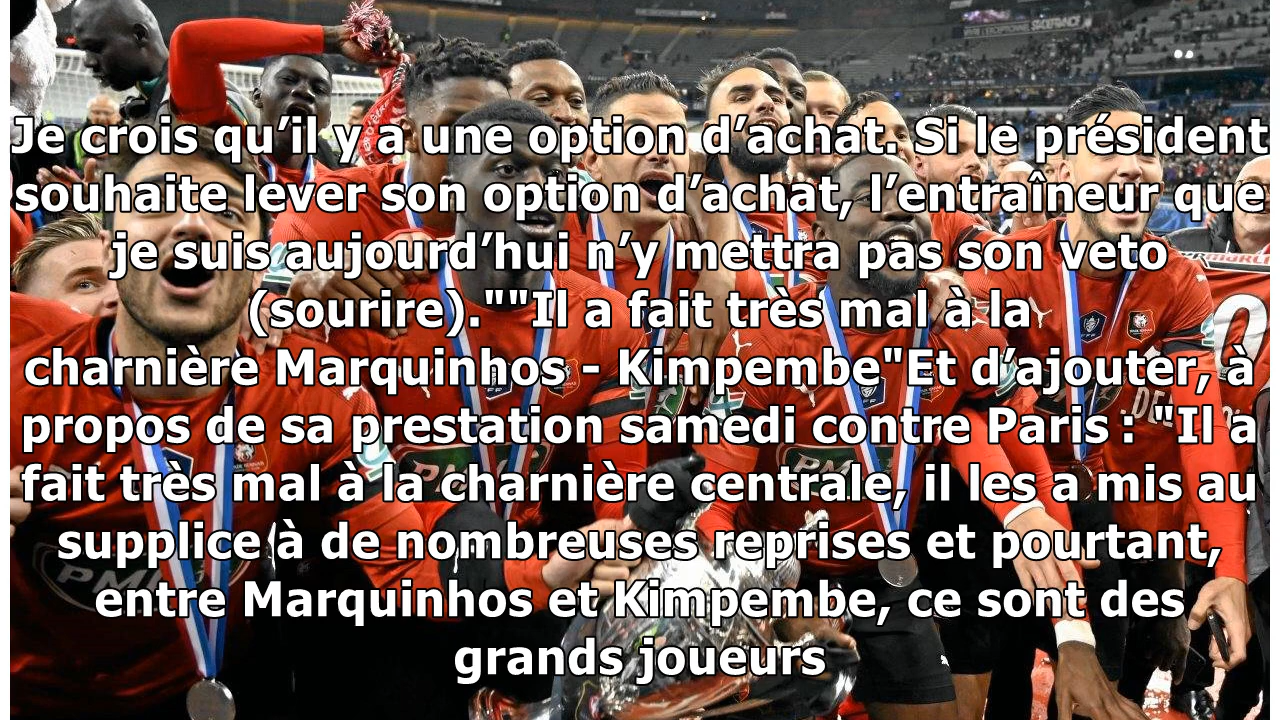 Je crois qu’il y a une option d’achat. Si le président
souhaite lever son option d’achat, l’entraîneur que
je suis aujourd’hui n’y mettra pas son veto
(sourire).""Il a fait très mal à la
charnière Marquinhos - Kimpembe"Et d’ajouter, à
propos de sa prestation samedi contre Paris : "Il a
fait très mal à la charnière centrale, il les a mis au
supplice à de nombreuses reprises et pourtant,
entre Marquinhos et Kimpembe, ce sont des
grands joueurs